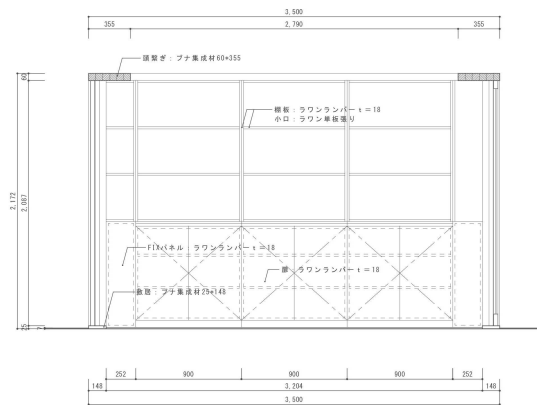 3,500
355
2,790
355
頭繋ぎ：ブナ集成材60*355
60
棚板：ラワンランバーｔ＝18
小口：ラワン単板張り
2,172
2,087
FIXパネル：ラワンランバーｔ＝18
扉：ラワンランバーｔ＝18
敷居：ブナ集成材25*148
25
252
900
900
900
252
148
3,204
148
3,500